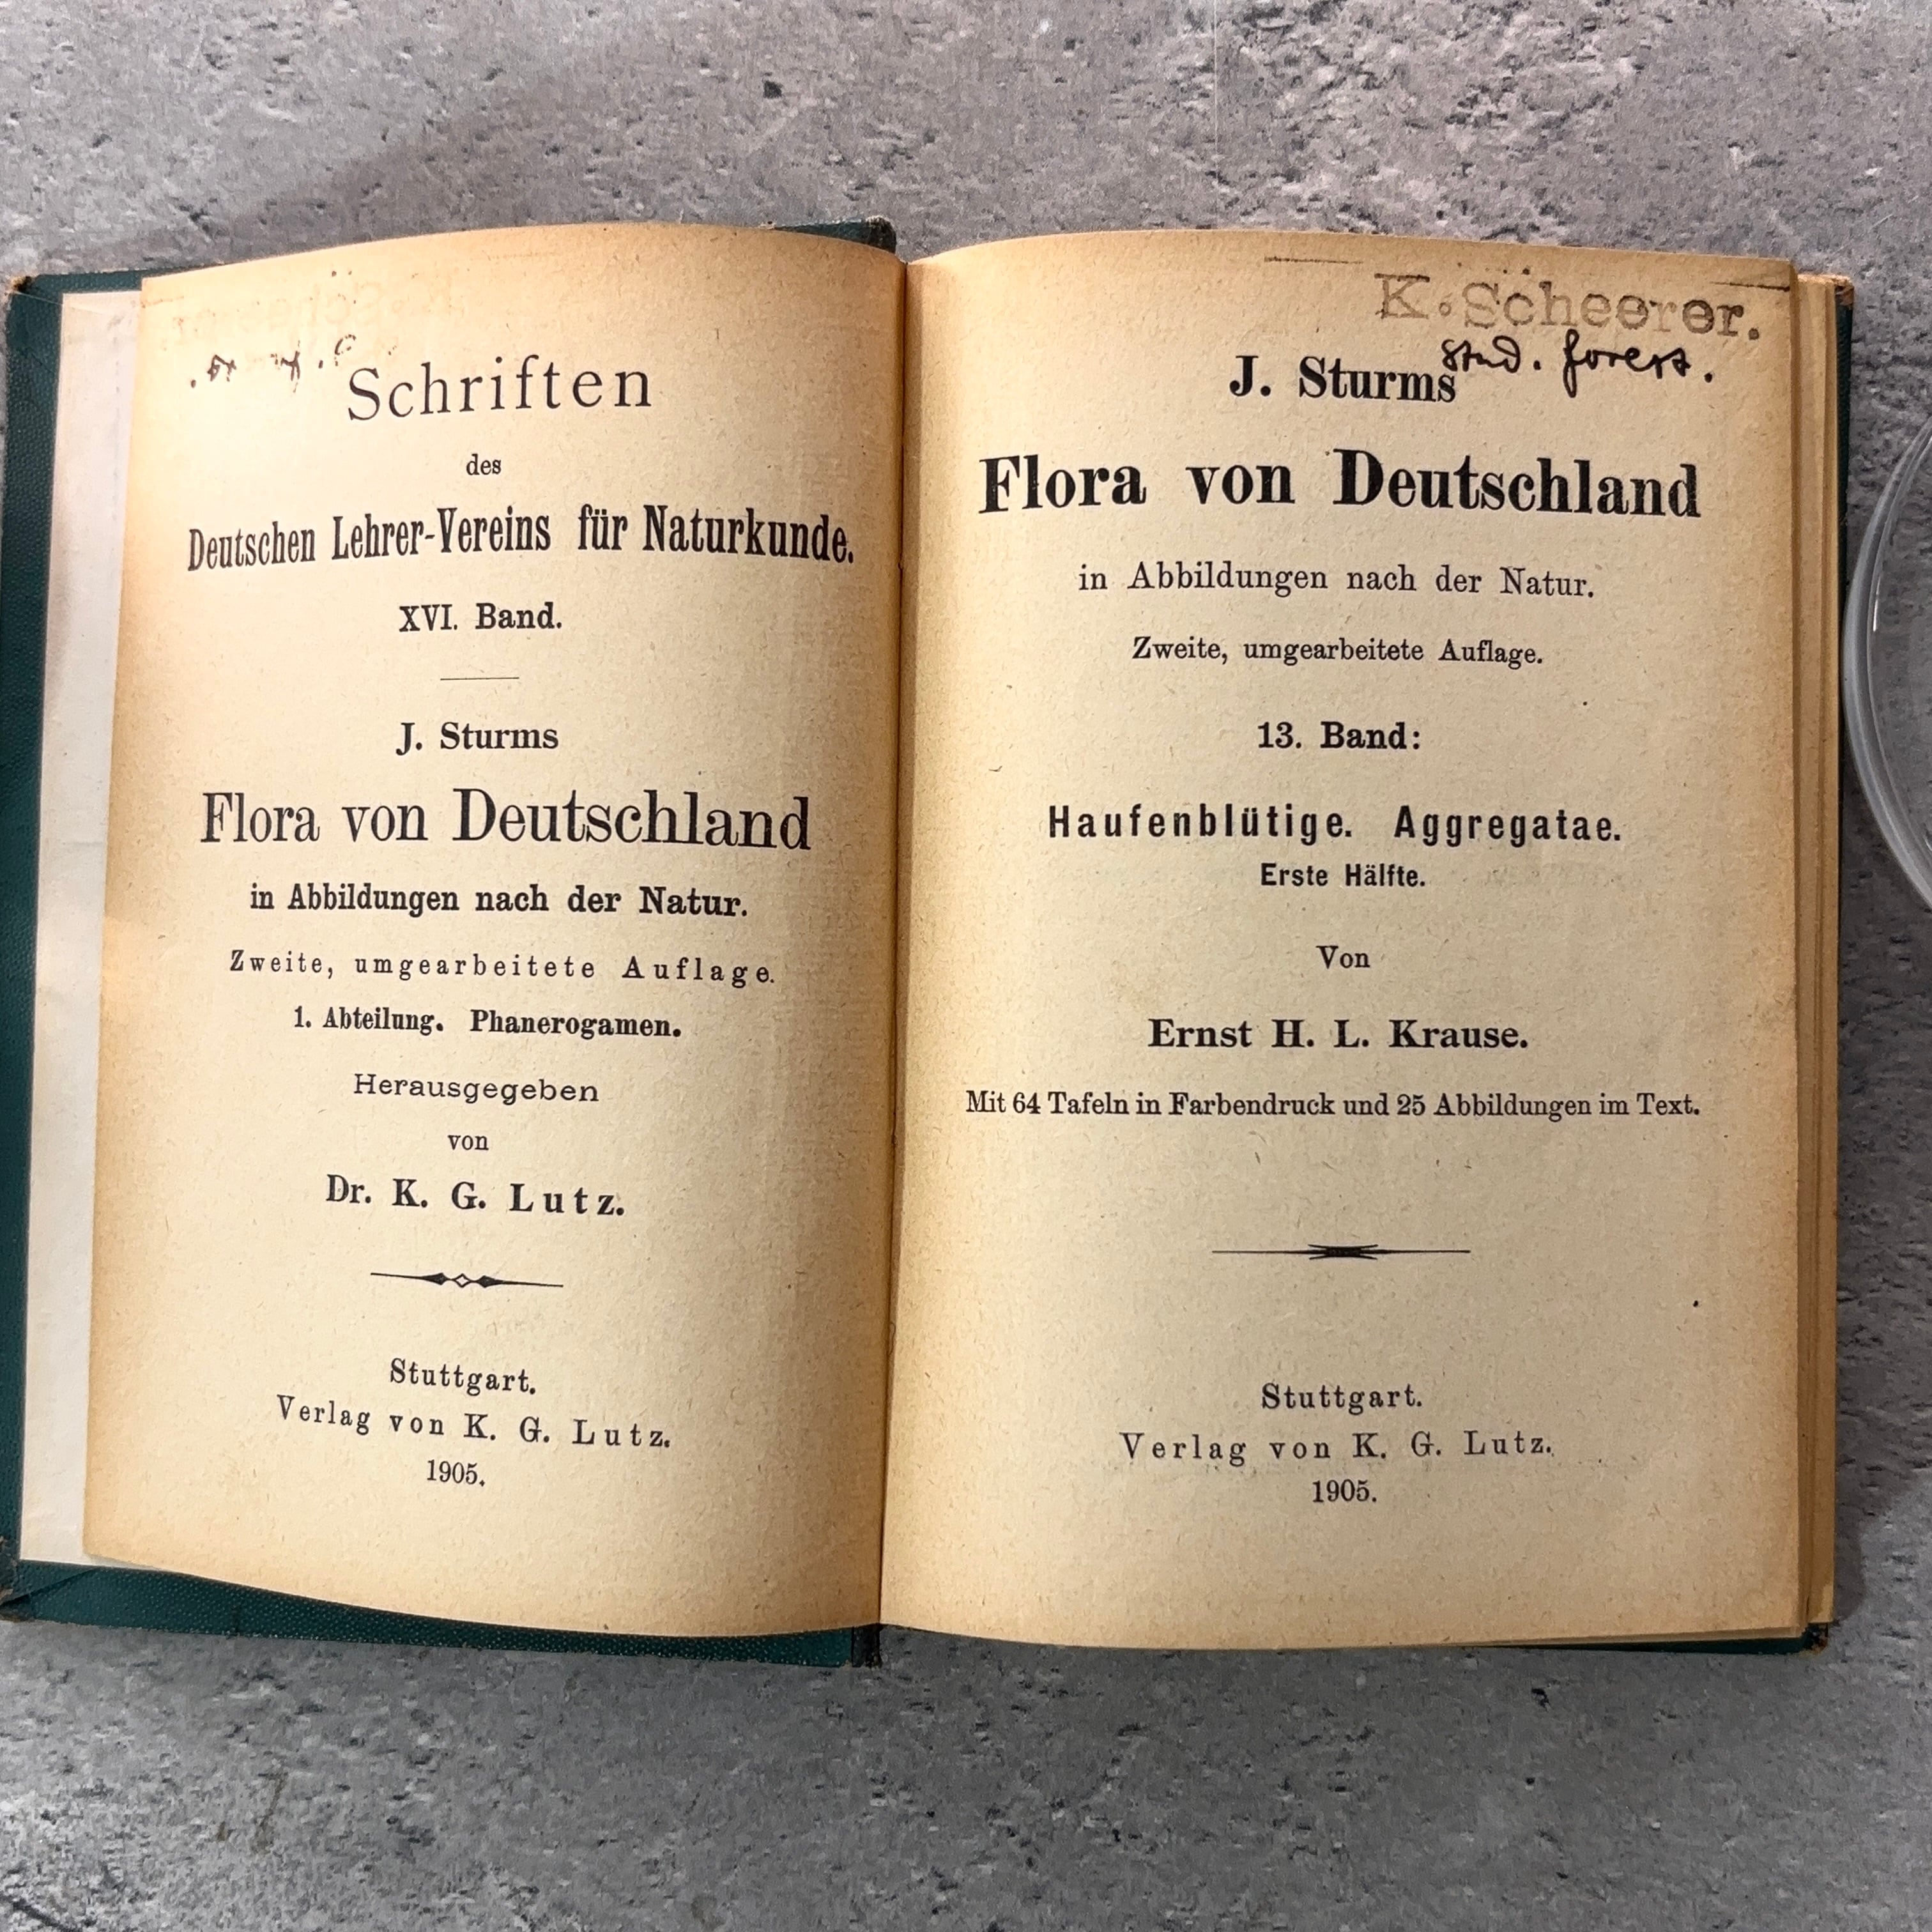 Schriften
des
Deutschen Lehrer-Vereins für Naturkunde.
XVI. Band.
J. Sturms
Flora von Deutschland
in Abbildungen nach der Natur.
Zweite, umgearbeitete Auflage.
1. Abteilung. Phanerogamen.
Herausgegeben
von
Dr. K. G. Lutz.
Stuttgart.
Verlag von K. G. Lutz.
1905.
K. Scheerer.
stud. forest.
J. Sturms
Flora von Deutschland
in Abbildungen nach der Natur.
Zweite, umgearbeitete Auflage.
13. Band:
Haufenblütige. Aggregatae.
Erste Hälfte.
Von
Ernst H. L. Krause.
Mit 64 Tafeln in Farbendruck und 25 Abbildungen im Text.
Stuttgart.
Verlag von K. G. Lutz.
1905.